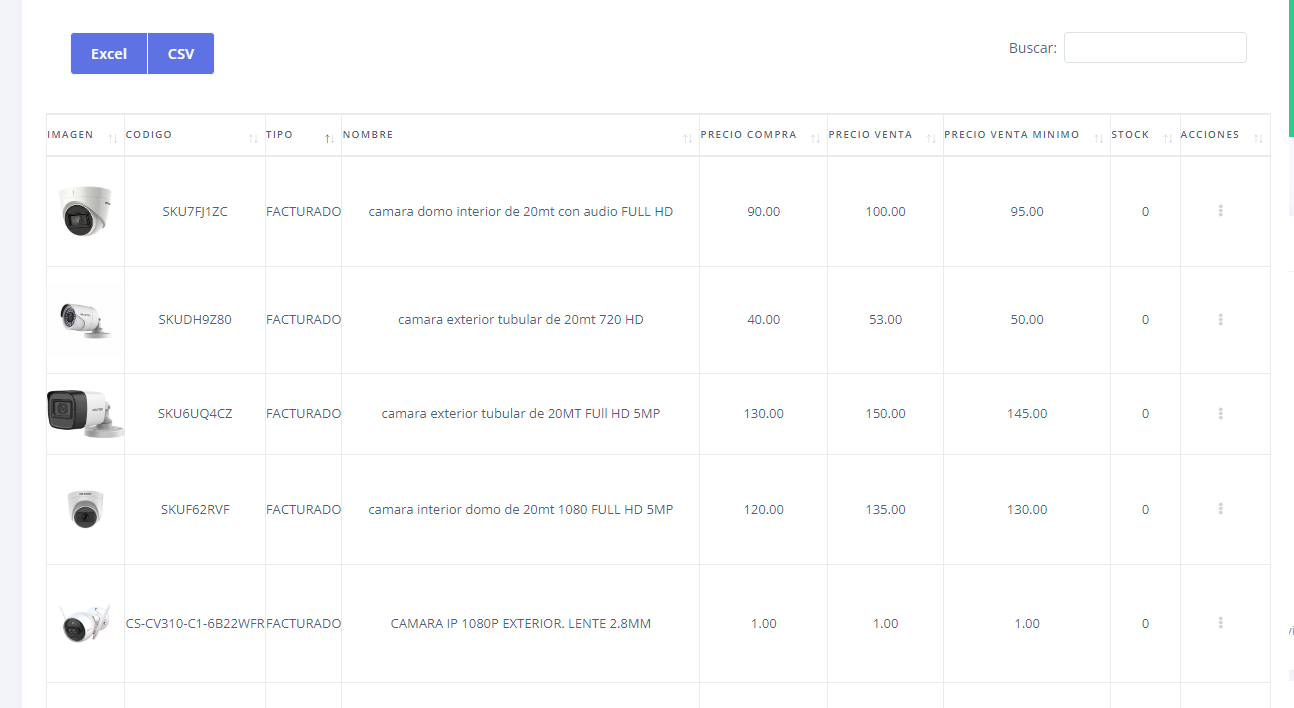 Excel CSV Buscar:
IMAGEN CODIGO TIPO NOMBRE PRECIO COMPRA PRECIO VENTA PRECIO VENTA MINIMO STOCK ACCIONES
SKU7FJ1ZC FACTURADO camara domo interior de 20mt con audio FULL HD 90.00 100.00 95.00 0
SKUDH9Z80 FACTURADO camara exterior tubular de 20mt 720 HD 40.00 53.00 50.00 0
SKU6UQ4CZ FACTURADO camara exterior tubular de 20MT FUll HD 5MP 130.00 150.00 145.00 0
SKUF62RVF FACTURADO camara interior domo de 20mt 1080 FULL HD 5MP 120.00 135.00 130.00 0
CS-CV310-C1-6B22WFR FACTURADO CAMARA IP 1080P EXTERIOR. LENTE 2.8MM 1.00 1.00 1.00 0